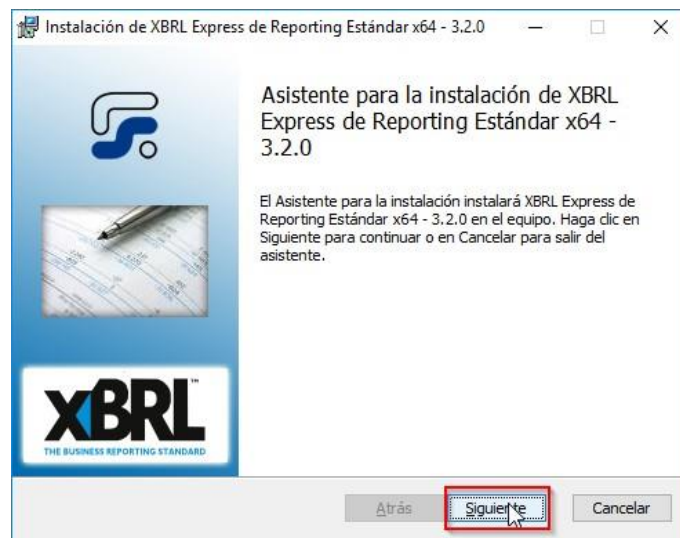 Instalación de XBRL Express de Reporting Estándar x64 - 3.2.0
Asistente para la instalación de XBRL
Express de Reporting Estándar x64 -
3.2.0
El Asistente para la instalación instalará XBRL Express de
Reporting Estándar x64 - 3.2.0 en el equipo. Haga clic en
Siguiente para continuar o en Cancelar para salir del
asistente.
XBRL™
THE BUSINESS REPORTING STANDARD
Atrás
Siguiente
Cancelar